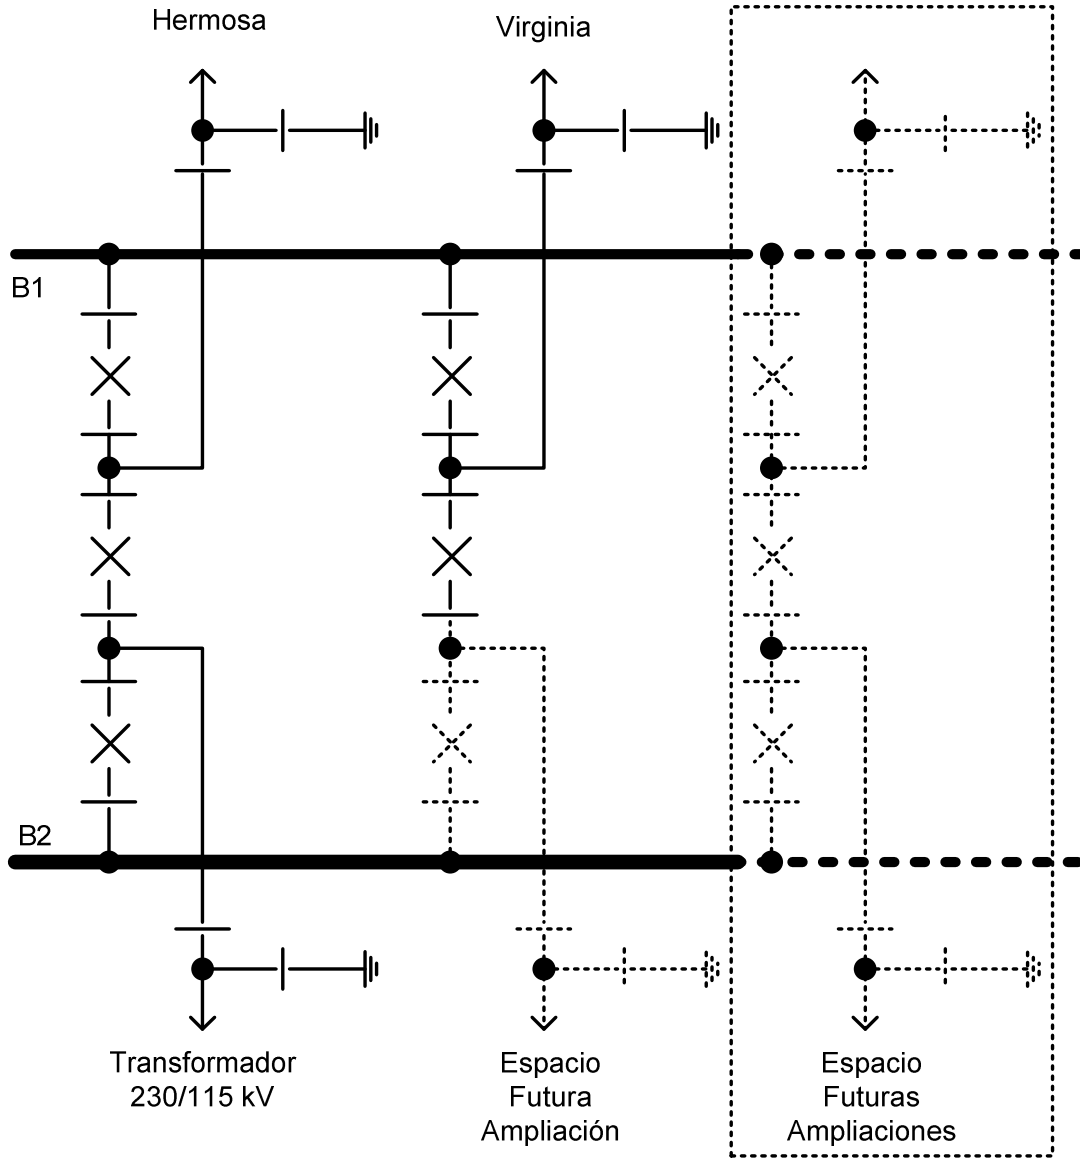 Hermosa
Virginia
B1
B2
Transformador
230/115 kV
Espacio
Futura
Ampliación
Espacio
Futuras
Ampliaciones